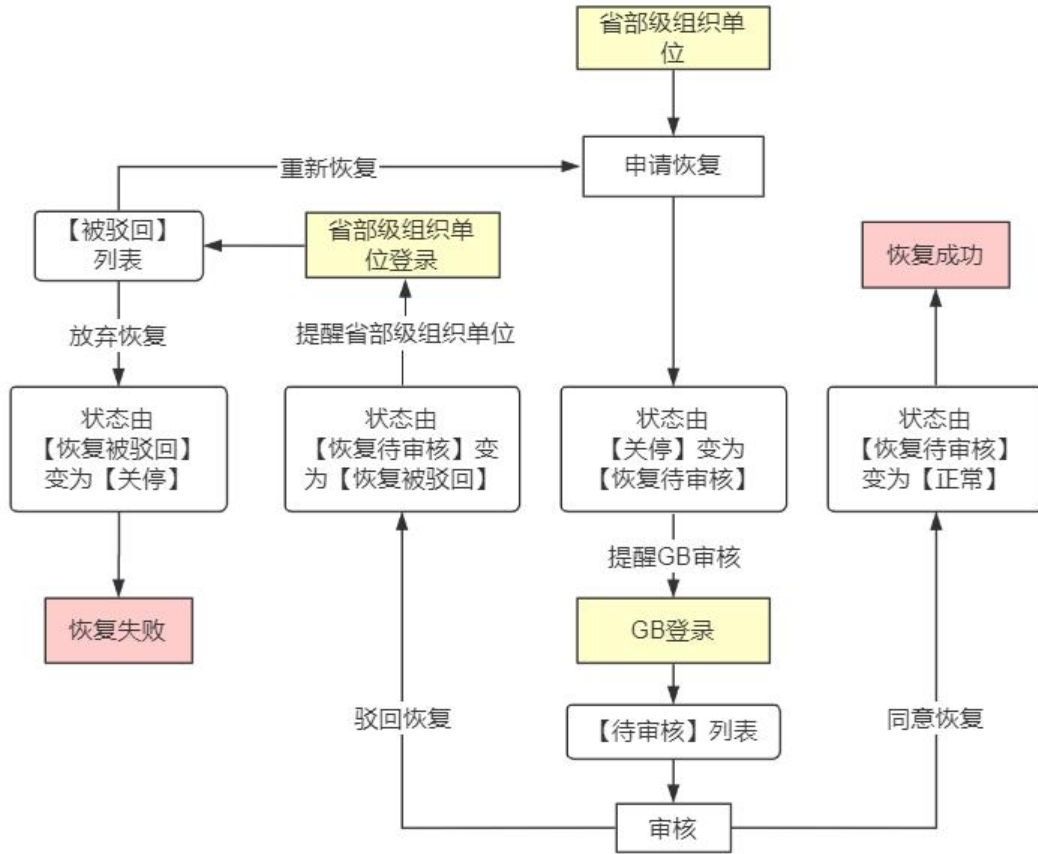 省部级组织单
位
重新恢复
申请恢复
【被驳回】
列表
省部级组织单
位登录
恢复成功
放弃恢复
提醒省部级组织单位
状态由
【恢复被驳回】
变为【关停】
状态由
【恢复待审核】变
为【恢复被驳回】
状态由
【关停】变为
【恢复待审核】
状态由
【恢复待审核】
变为【正常】
提醒GB审核
恢复失败
GB登录
驳回恢复
【待审核】列表
同意恢复
审核